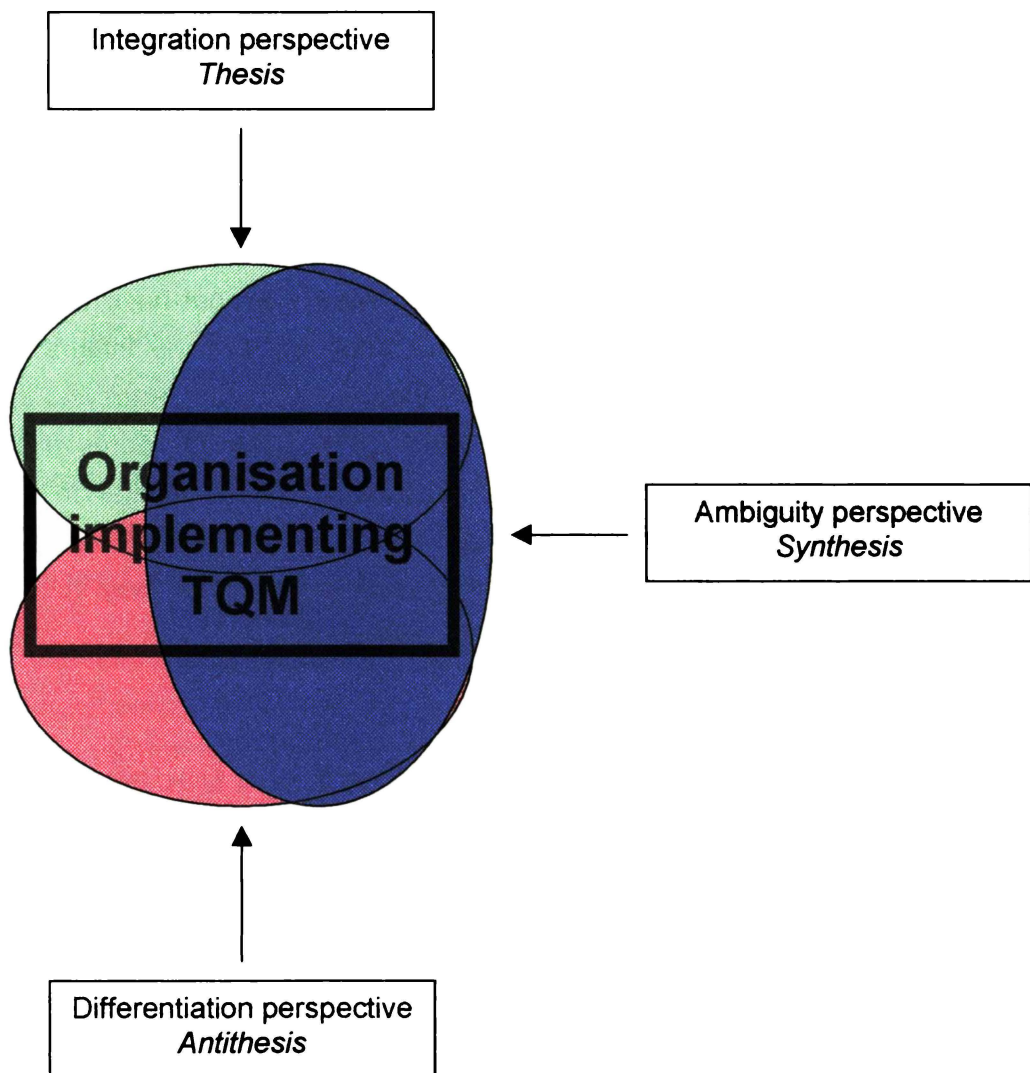 Integration perspective
Thesis
Organisation
implementing
TQM
Ambiguity perspective
Synthesis
Differentiation perspective
Antithesis